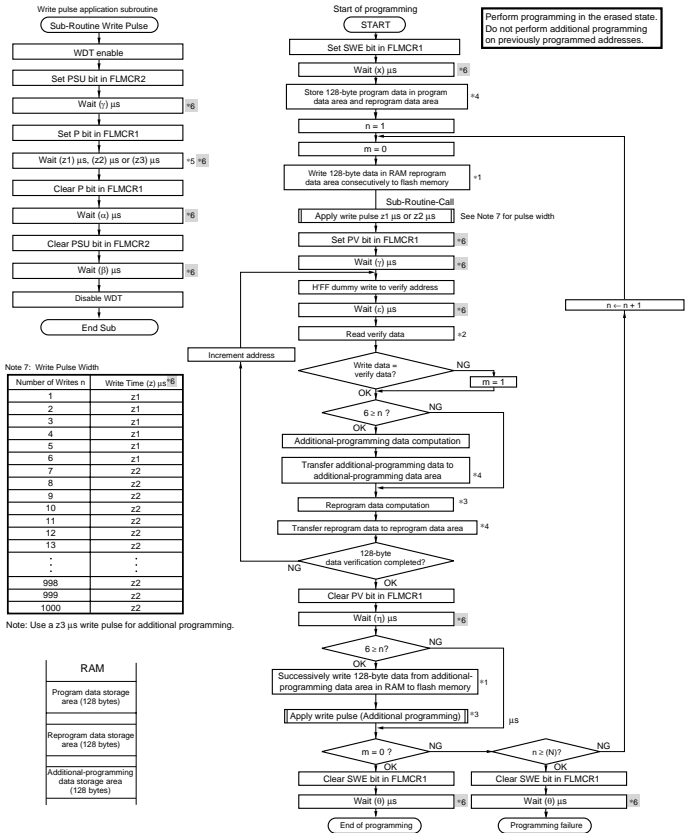 Write pulse application subroutine
Sub-Routine Write Pulse
WDT enable
Set PSU bit in FLMCR2
Wait (γ) μs
*6
Set P bit in FLMCR1
Wait (z1) μs, (z2) μs or (z3) μs
*5 *6
Clear P bit in FLMCR1
Wait (α) μs
*6
Clear PSU bit in FLMCR2
Wait (β) μs
*6
Disable WDT
End Sub
Note 7: Write Pulse Width
Number of Writes n Write Time (z) μs*6
1 z1
2 z1
3 z1
4 z1
5 z1
6 z1
7 z2
8 z2
9 z2
10 z2
11 z2
12 z2
13 z2
998 z2
999 z2
1000 z2
Note: Use a z3 μs write pulse for additional programming.
RAM
Program data storage
area (128 bytes)
Reprogram data storage
area (128 bytes)
Additional-programming
data storage area
(128 bytes)
Start of programming
START
Set SWE bit in FLMCR1
Wait (x) μs
*6
Store 128-byte program data in program
data area and reprogram data area
*4
n = 1
m = 0
Write 128-byte data in RAM reprogram
data area consecutively to flash memory
*1
Sub-Routine-Call
Apply write pulse z1 μs or z2 μs
See Note 7 for pulse width
Set PV bit in FLMCR1
*6
Wait (γ) μs
*6
H'FF dummy write to verify address
Wait (ε) μs
*6
Read verify data
*2
Increment address
Write data =
verify data?
NG
m = 1
OK
6 ≥ n ?
NG
OK
Additional-programming data computation
Transfer additional-programming data to
additional-programming data area
*4
Reprogram data computation
*3
Transfer reprogram data to reprogram data area
*4
128-byte
data verification completed?
NG
OK
Clear PV bit in FLMCR1
Wait (η) μs
*6
6 ≥ n?
NG
OK
Successively write 128-byte data from additional-
programming data area in RAM to flash memory
*1
Apply write pulse (Additional programming)
*3
μs
m = 0 ?
NG
OK
Clear SWE bit in FLMCR1
Wait (θ) μs
*6
End of programming
n ≥ (N)?
NG
OK
Clear SWE bit in FLMCR1
Wait (θ) μs
*6
Programming failure
n ← n + 1
Perform programming in the erased state.
Do not perform additional programming
on previously programmed addresses.